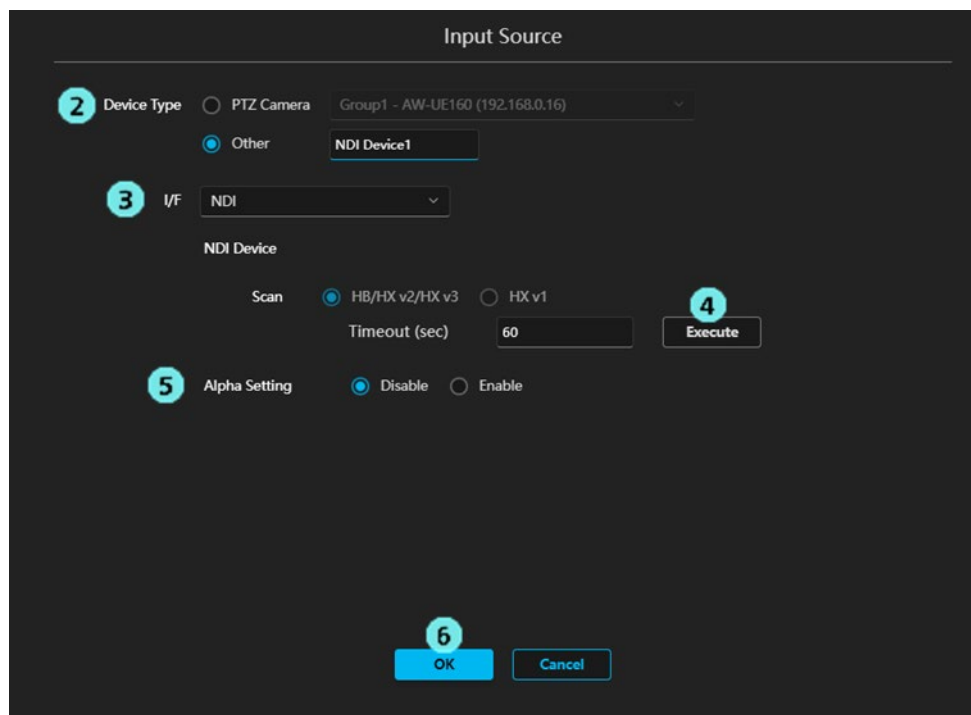 Input Source
2 Device Type PTZ Camera Group1 - AW-UE160 (192.168.0.16)
Other NDI Device1
3 I/F NDI
NDI Device
Scan HB/HX v2/HX v3 HX v1
4
Timeout (sec) 60 Execute
5 Alpha Setting Disable Enable
6
OK Cancel